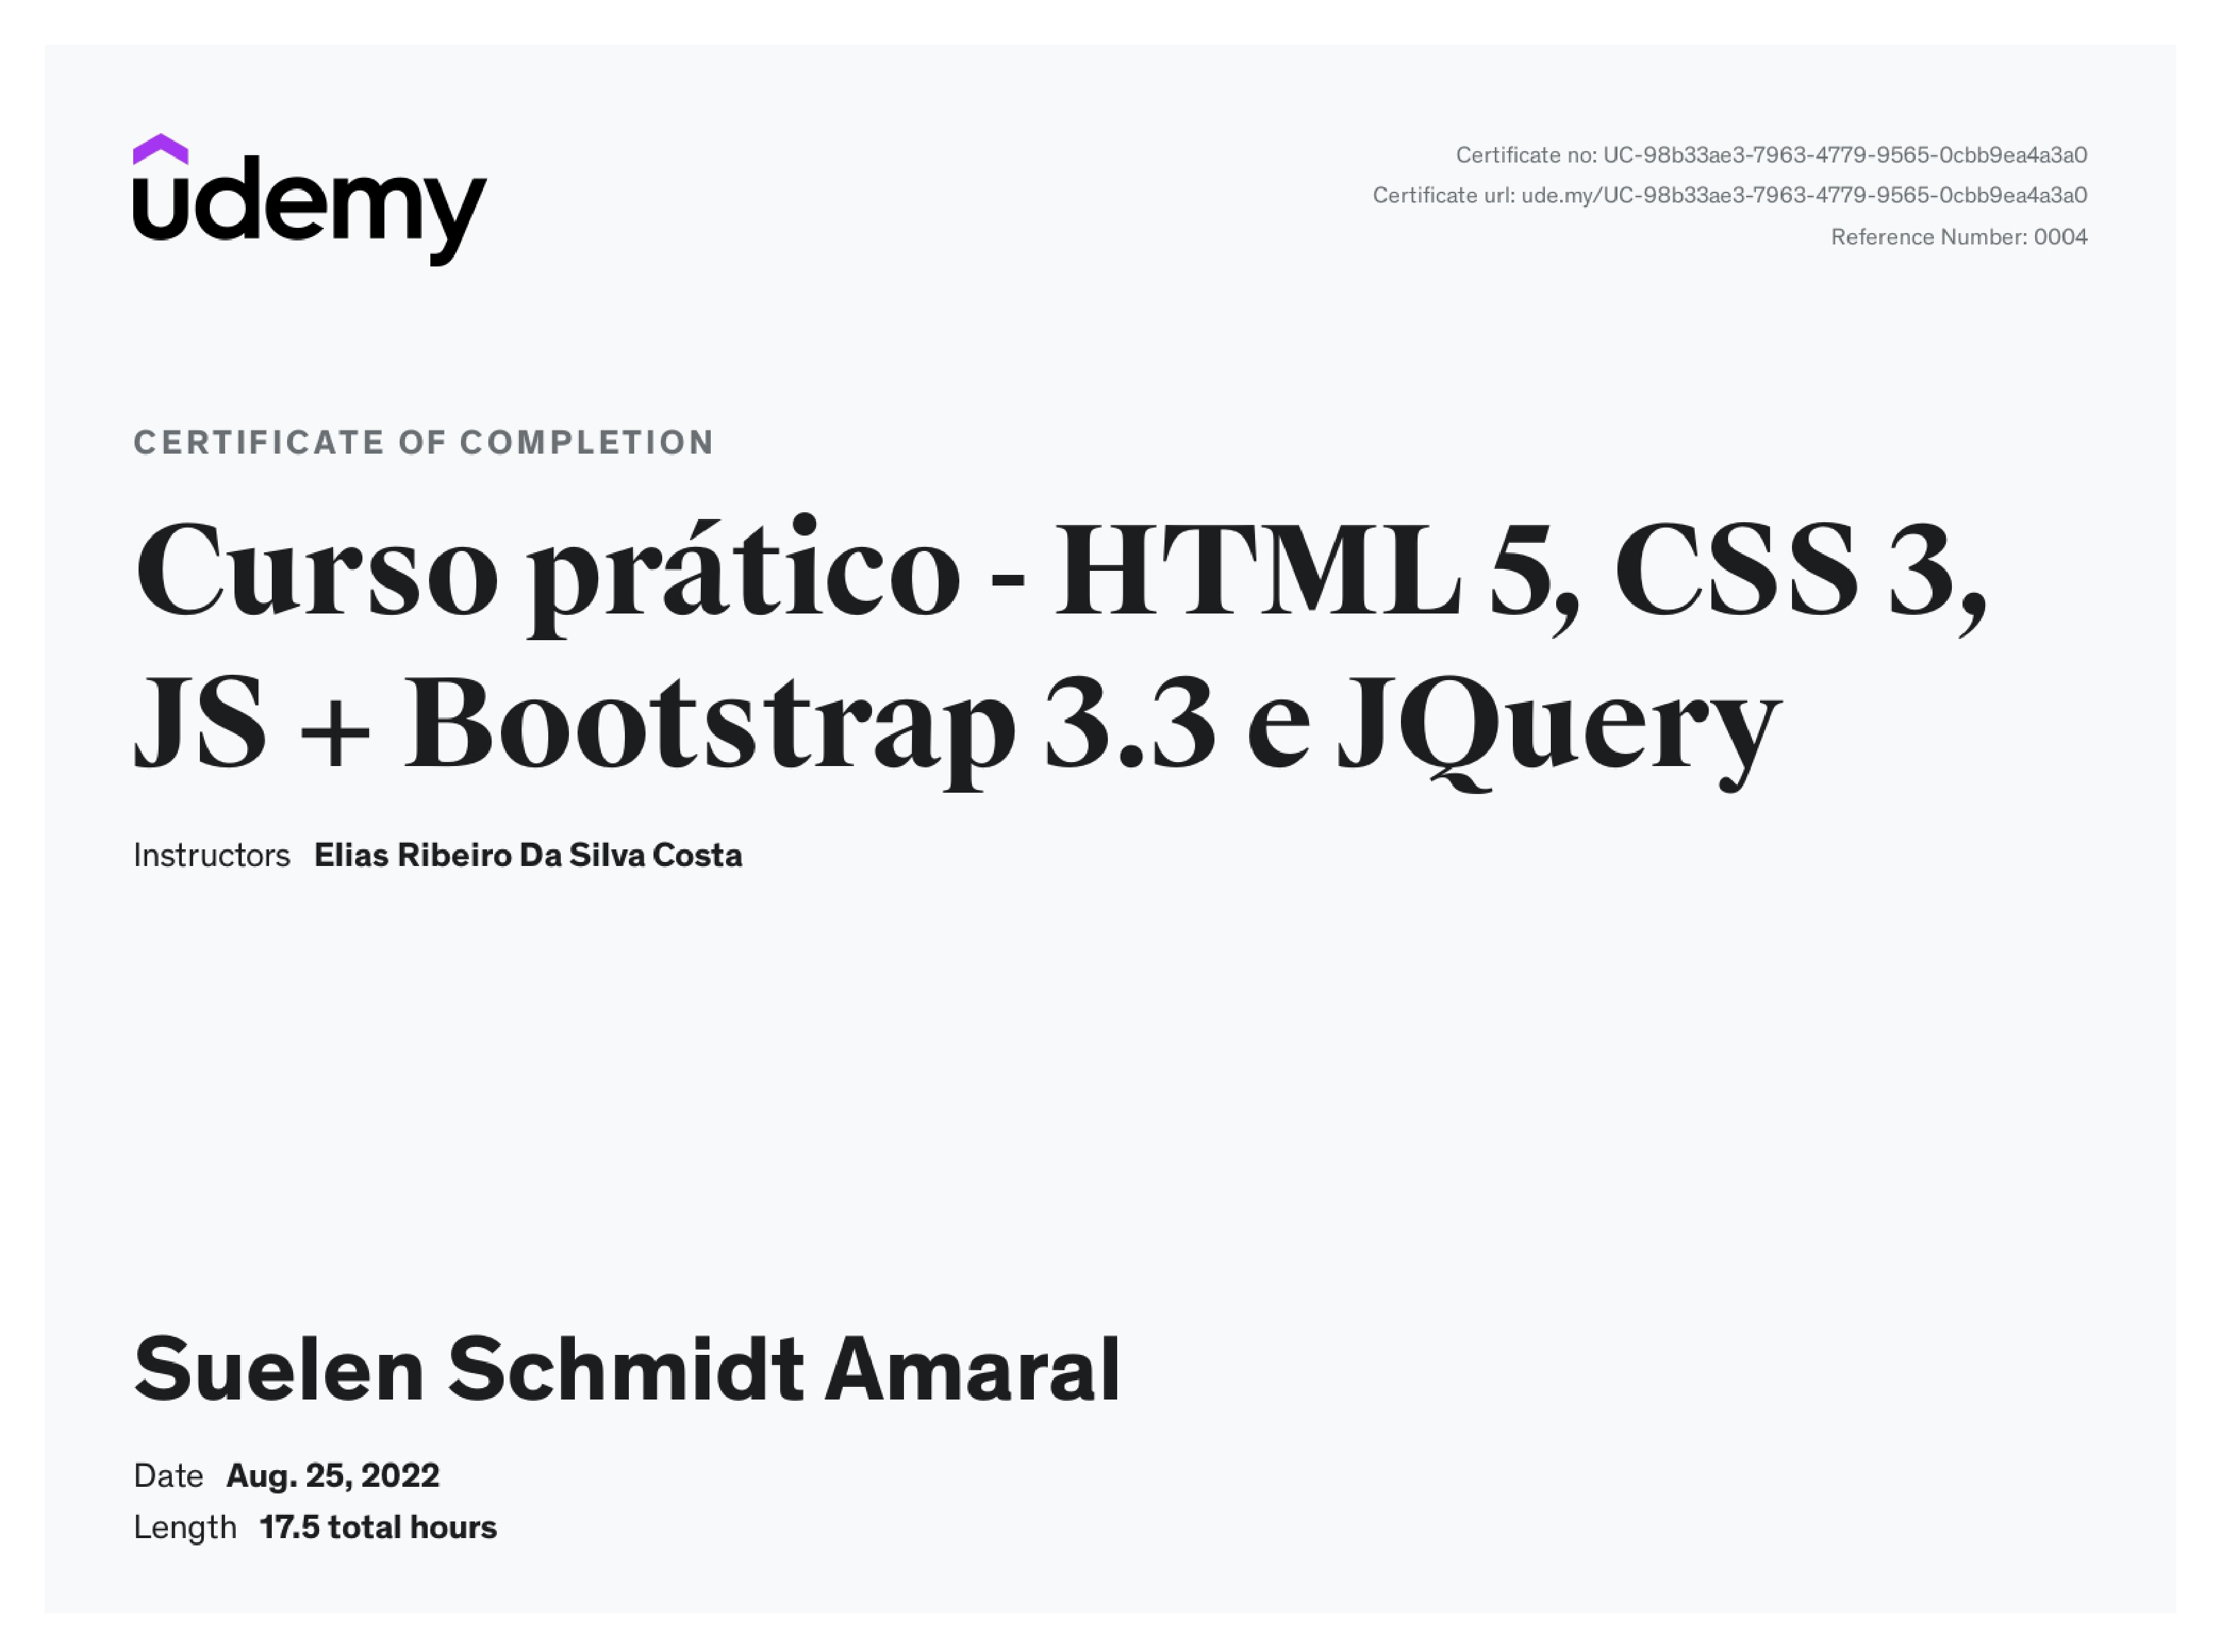 udemy
Certificate no: UC-98b33ae3-7963-4779-9565-0cbb9ea4a3a0
Certificate url: ude.my/UC-98b33ae3-7963-4779-9565-0cbb9ea4a3a0
Reference Number: 0004
CERTIFICATE OF COMPLETION
Curso prático - HTML 5, CSS 3,
JS + Bootstrap 3.3 e JQuery
Instructors Elias Ribeiro Da Silva Costa
Suelen Schmidt Amaral
Date Aug. 25, 2022
Length 17.5 total hours